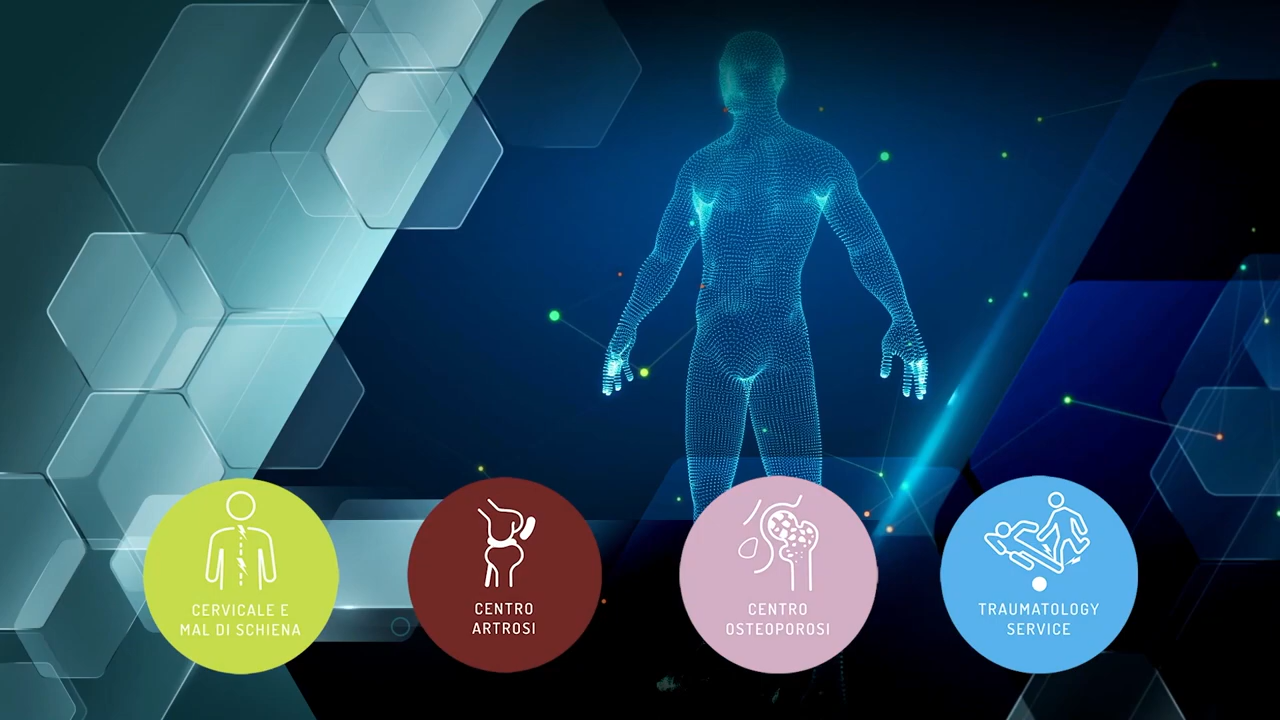 CERVICALE E
MAL DI SCHIENA
CENTRO
ARTROSI
CENTRO
OSTEOPOROSI
TRAUMATOLOGY
SERVICE